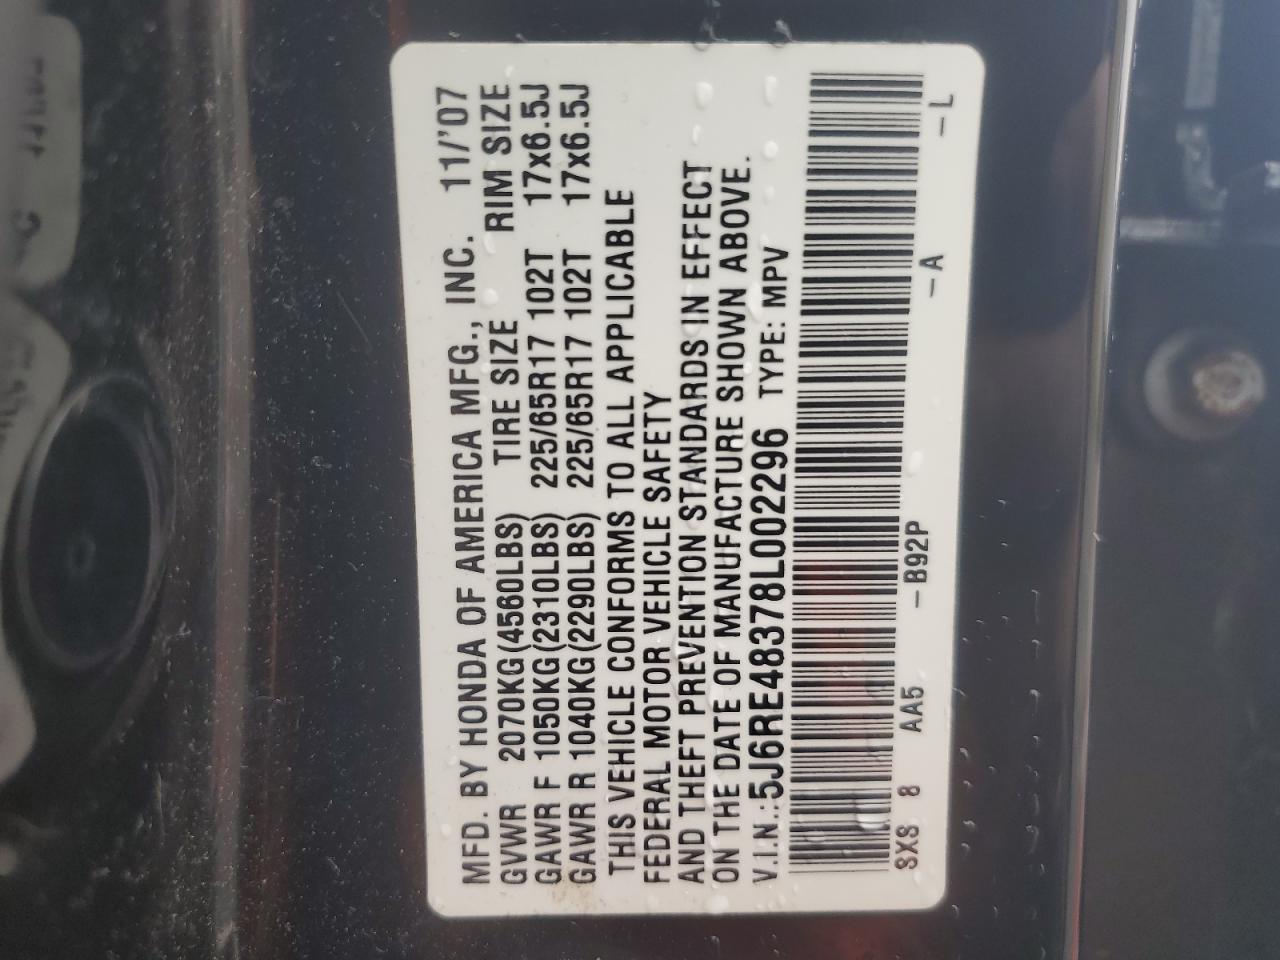 MFD. BY HONDA OF AMERICA MFG., INC. 11/'07
GVWR 2070KG(4560LBS) TIRE SIZE RIM SIZE
GAWR F 1050KG(2310LBS) 225/65R17 102T 17x6.5J
GAWR R 1040KG(2290LBS) 225/65R17 102T 17x6.5J
THIS VEHICLE CONFORMS TO ALL APPLICABLE
FEDERAL MOTOR VEHICLE SAFETY
AND THEFT PREVENTION STANDARDS IN EFFECT
ON THE DATE OF MANUFACTURE SHOWN ABOVE.
V.I.N.:5J6RE48378L002296 TYPE: MPV
SXS 8 AA5 –B92P –A –L